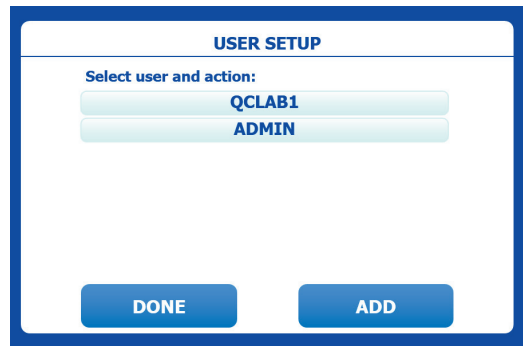 USER SETUP
Select user and action:
QCLAB1
ADMIN
DONE ADD